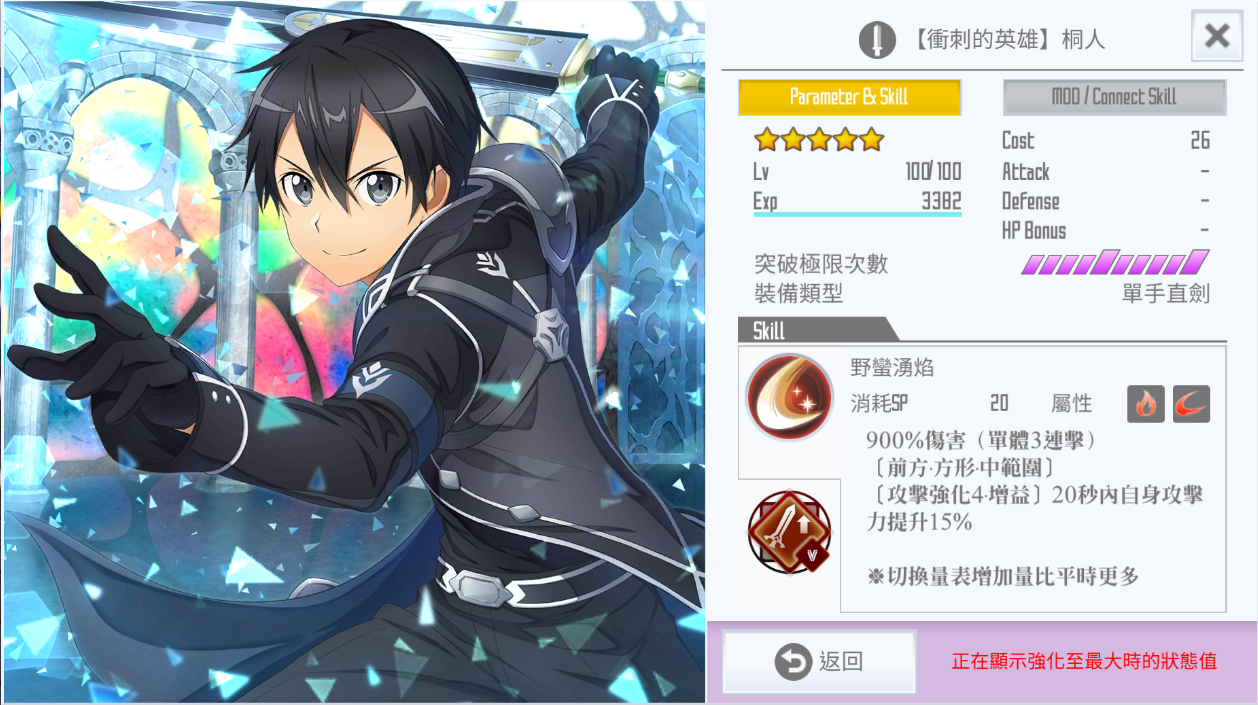 【衝刺的英雄】桐人
Parameter & Skill
MOD / Connect Skill
Lv 100/100
Exp 3382
Cost 26
Attack -
Defense -
HP Bonus -
突破極限次數
裝備類型 單手直劍
Skill
野蠻湧焰
消耗SP 20 屬性
900%傷害（單體3連擊）
〔前方·方形·中範圍〕
〔攻擊強化4·增益〕20秒內自身攻擊
力提升15%
V
※切換量表增加量比平時更多
返回
正在顯示強化至最大時的狀態值